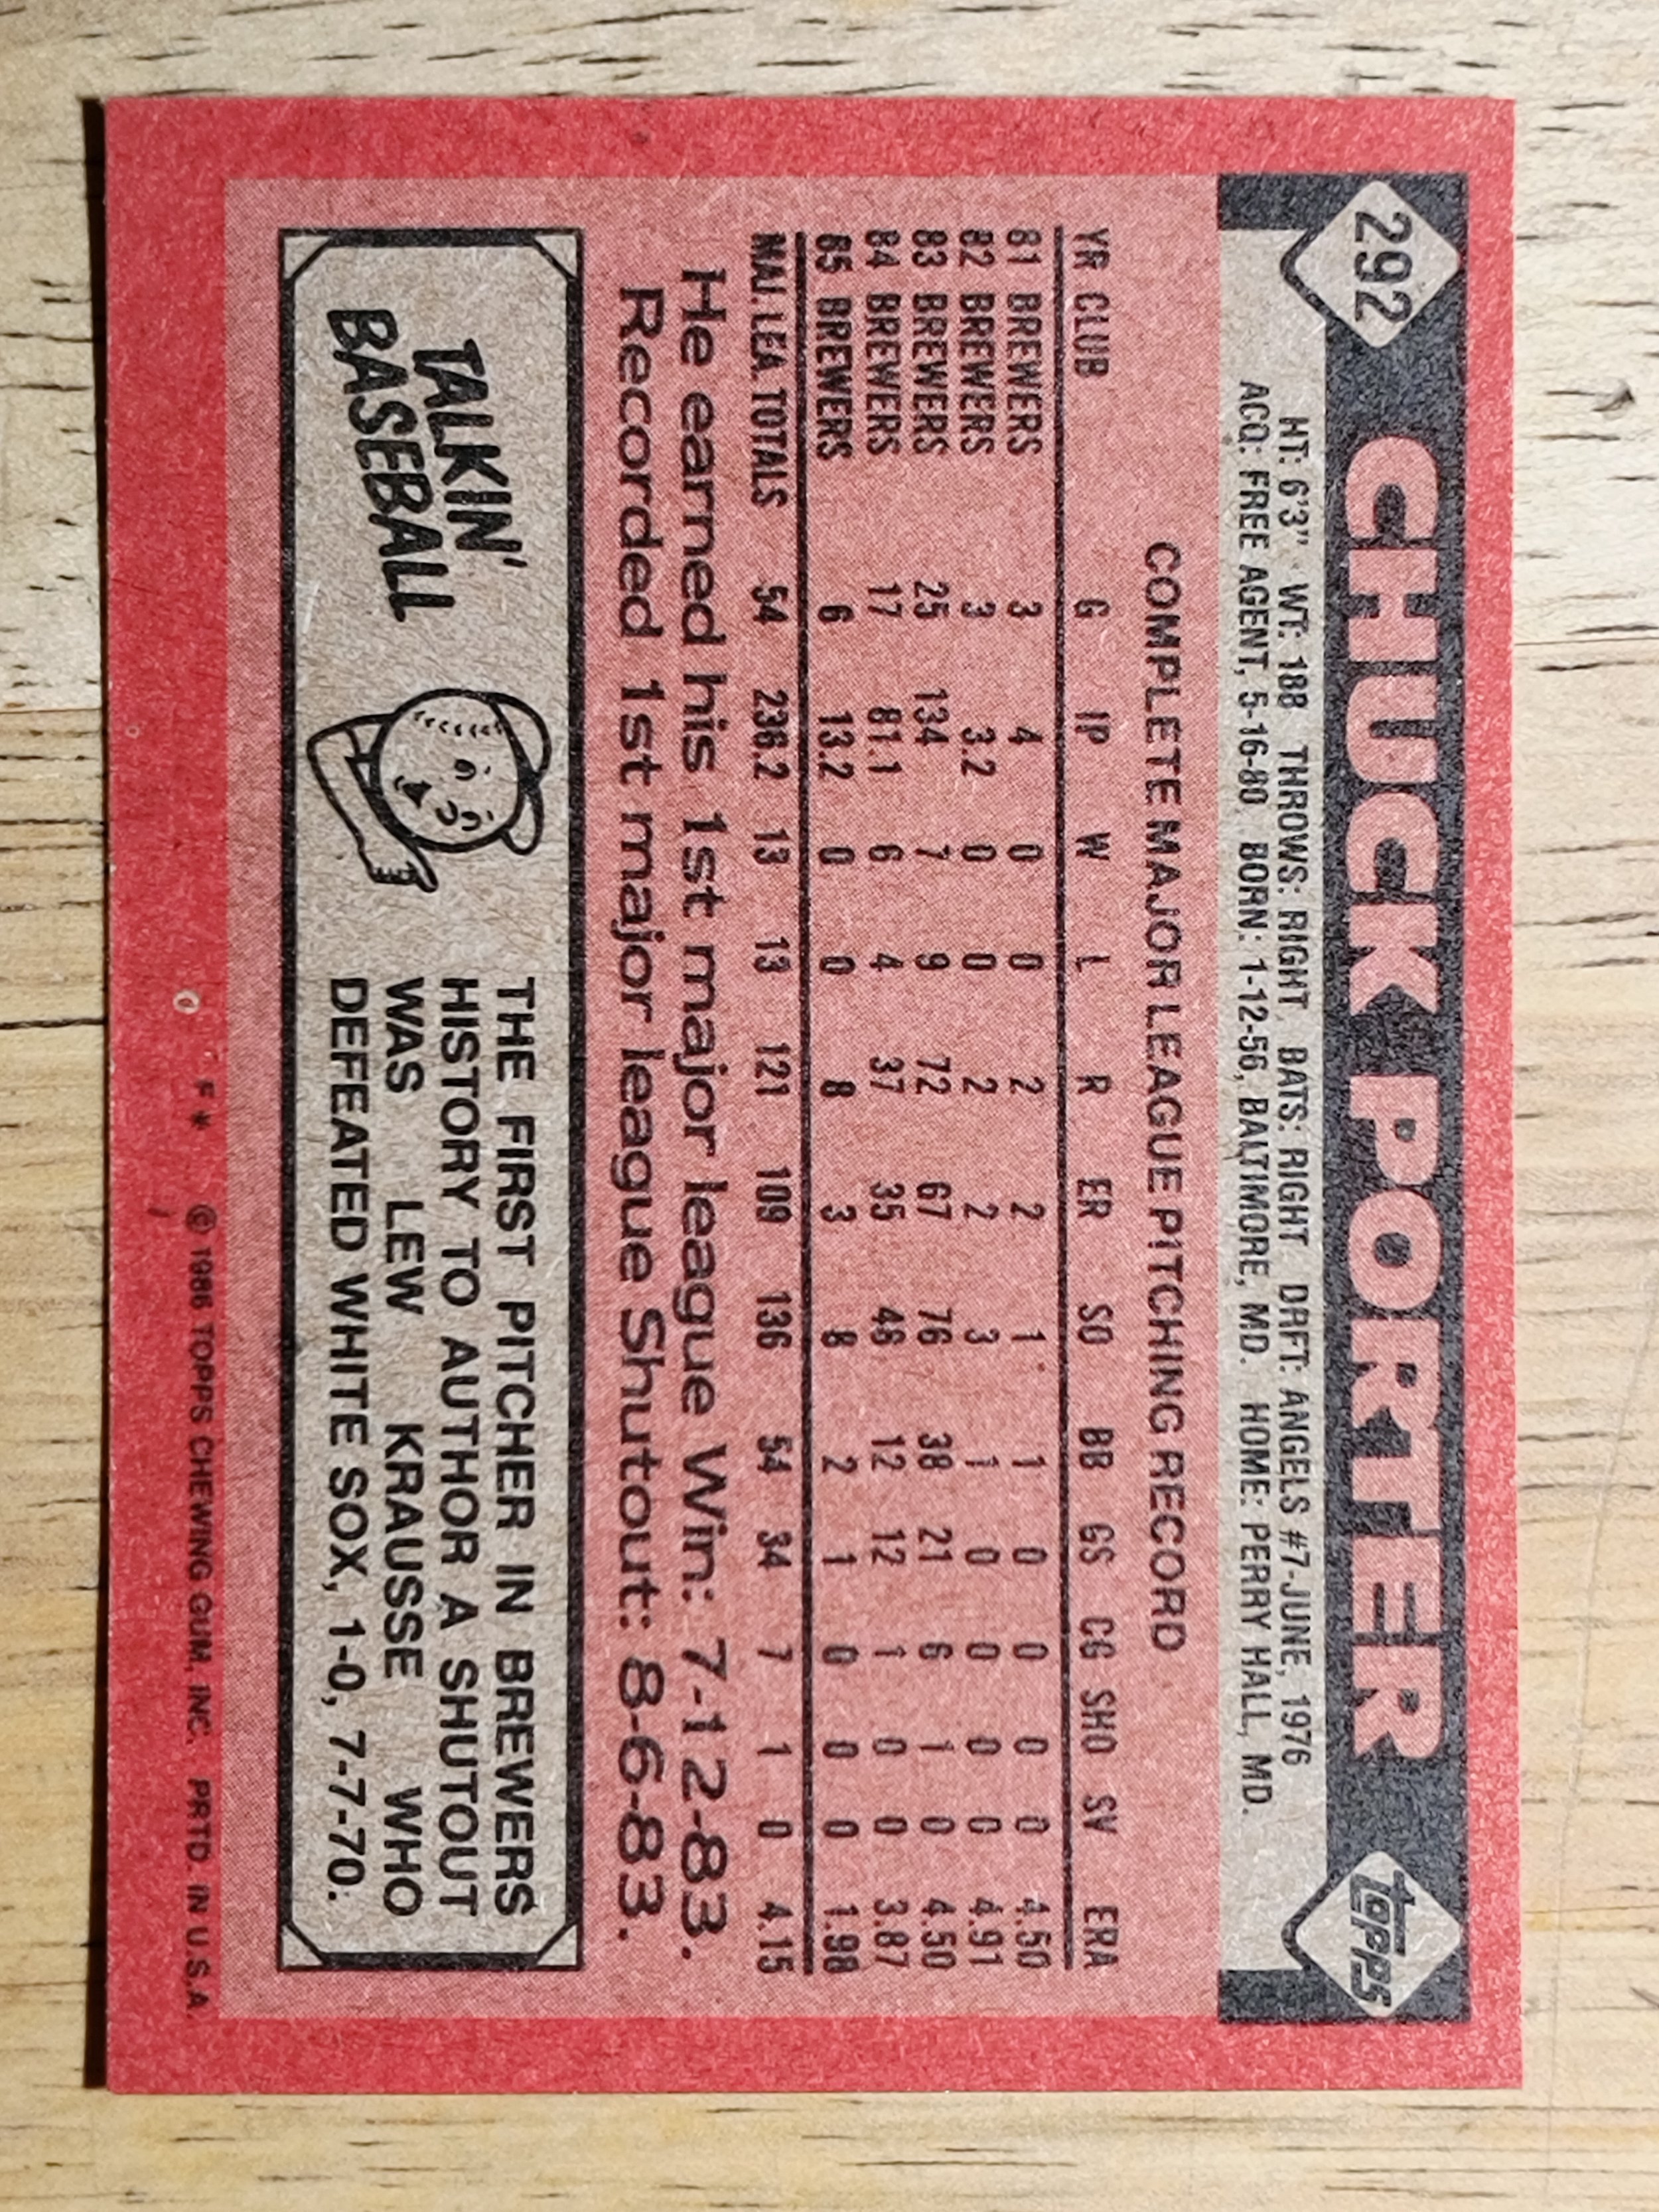 292
CHUCK PORTER
topps
HT: 6'3" WT: 188 THROWS: RIGHT BATS: RIGHT DRFT: ANGELS #7-JUNE, 1976
ACQ: FREE AGENT, 5-16-80 BORN: 1-12-56, BALTIMORE, MD. HOME: PERRY HALL, MD.
COMPLETE MAJOR LEAGUE PITCHING RECORD
YR CLUB G IP W L R ER SO BB GS CG SHO SV ERA
81 BREWERS 3 4 0 0 2 2 1 1 0 0 0 0 4.50
82 BREWERS 3 3.2 0 0 2 2 3 1 0 0 0 0 4.91
83 BREWERS 25 134 7 9 72 67 76 38 21 6 1 0 4.50
84 BREWERS 17 81.1 6 4 37 35 48 12 12 1 0 0 3.87
85 BREWERS 6 13.2 0 0 8 3 8 2 1 0 0 0 1.98
MAJ. LEA. TOTALS 54 236.2 13 13 121 109 136 54 34 7 1 0 4.15
He earned his 1st major league Win: 7-12-83.
Recorded 1st major league Shutout: 8-6-83.
TALKIN'
BASEBALL
THE FIRST PITCHER IN BREWERS
HISTORY TO AUTHOR A SHUTOUT
WAS LEW KRAUSSE WHO
DEFEATED WHITE SOX, 1-0, 7-7-70.
F* © 1986 TOPPS CHEWING GUM, INC. PRTD. IN U.S.A.